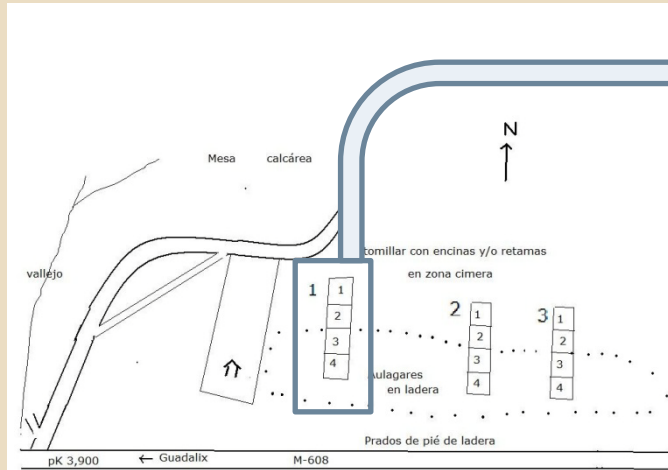 N
Mesa calcárea
tomillar con encinas y/o retamas
en zona cimera
vallejo
1
1
2
3
4
2
1
2
3
4
3
1
2
3
4
Aulagares
en ladera
Prados de pié de ladera
pK 3,900 ← Guadalix M-608